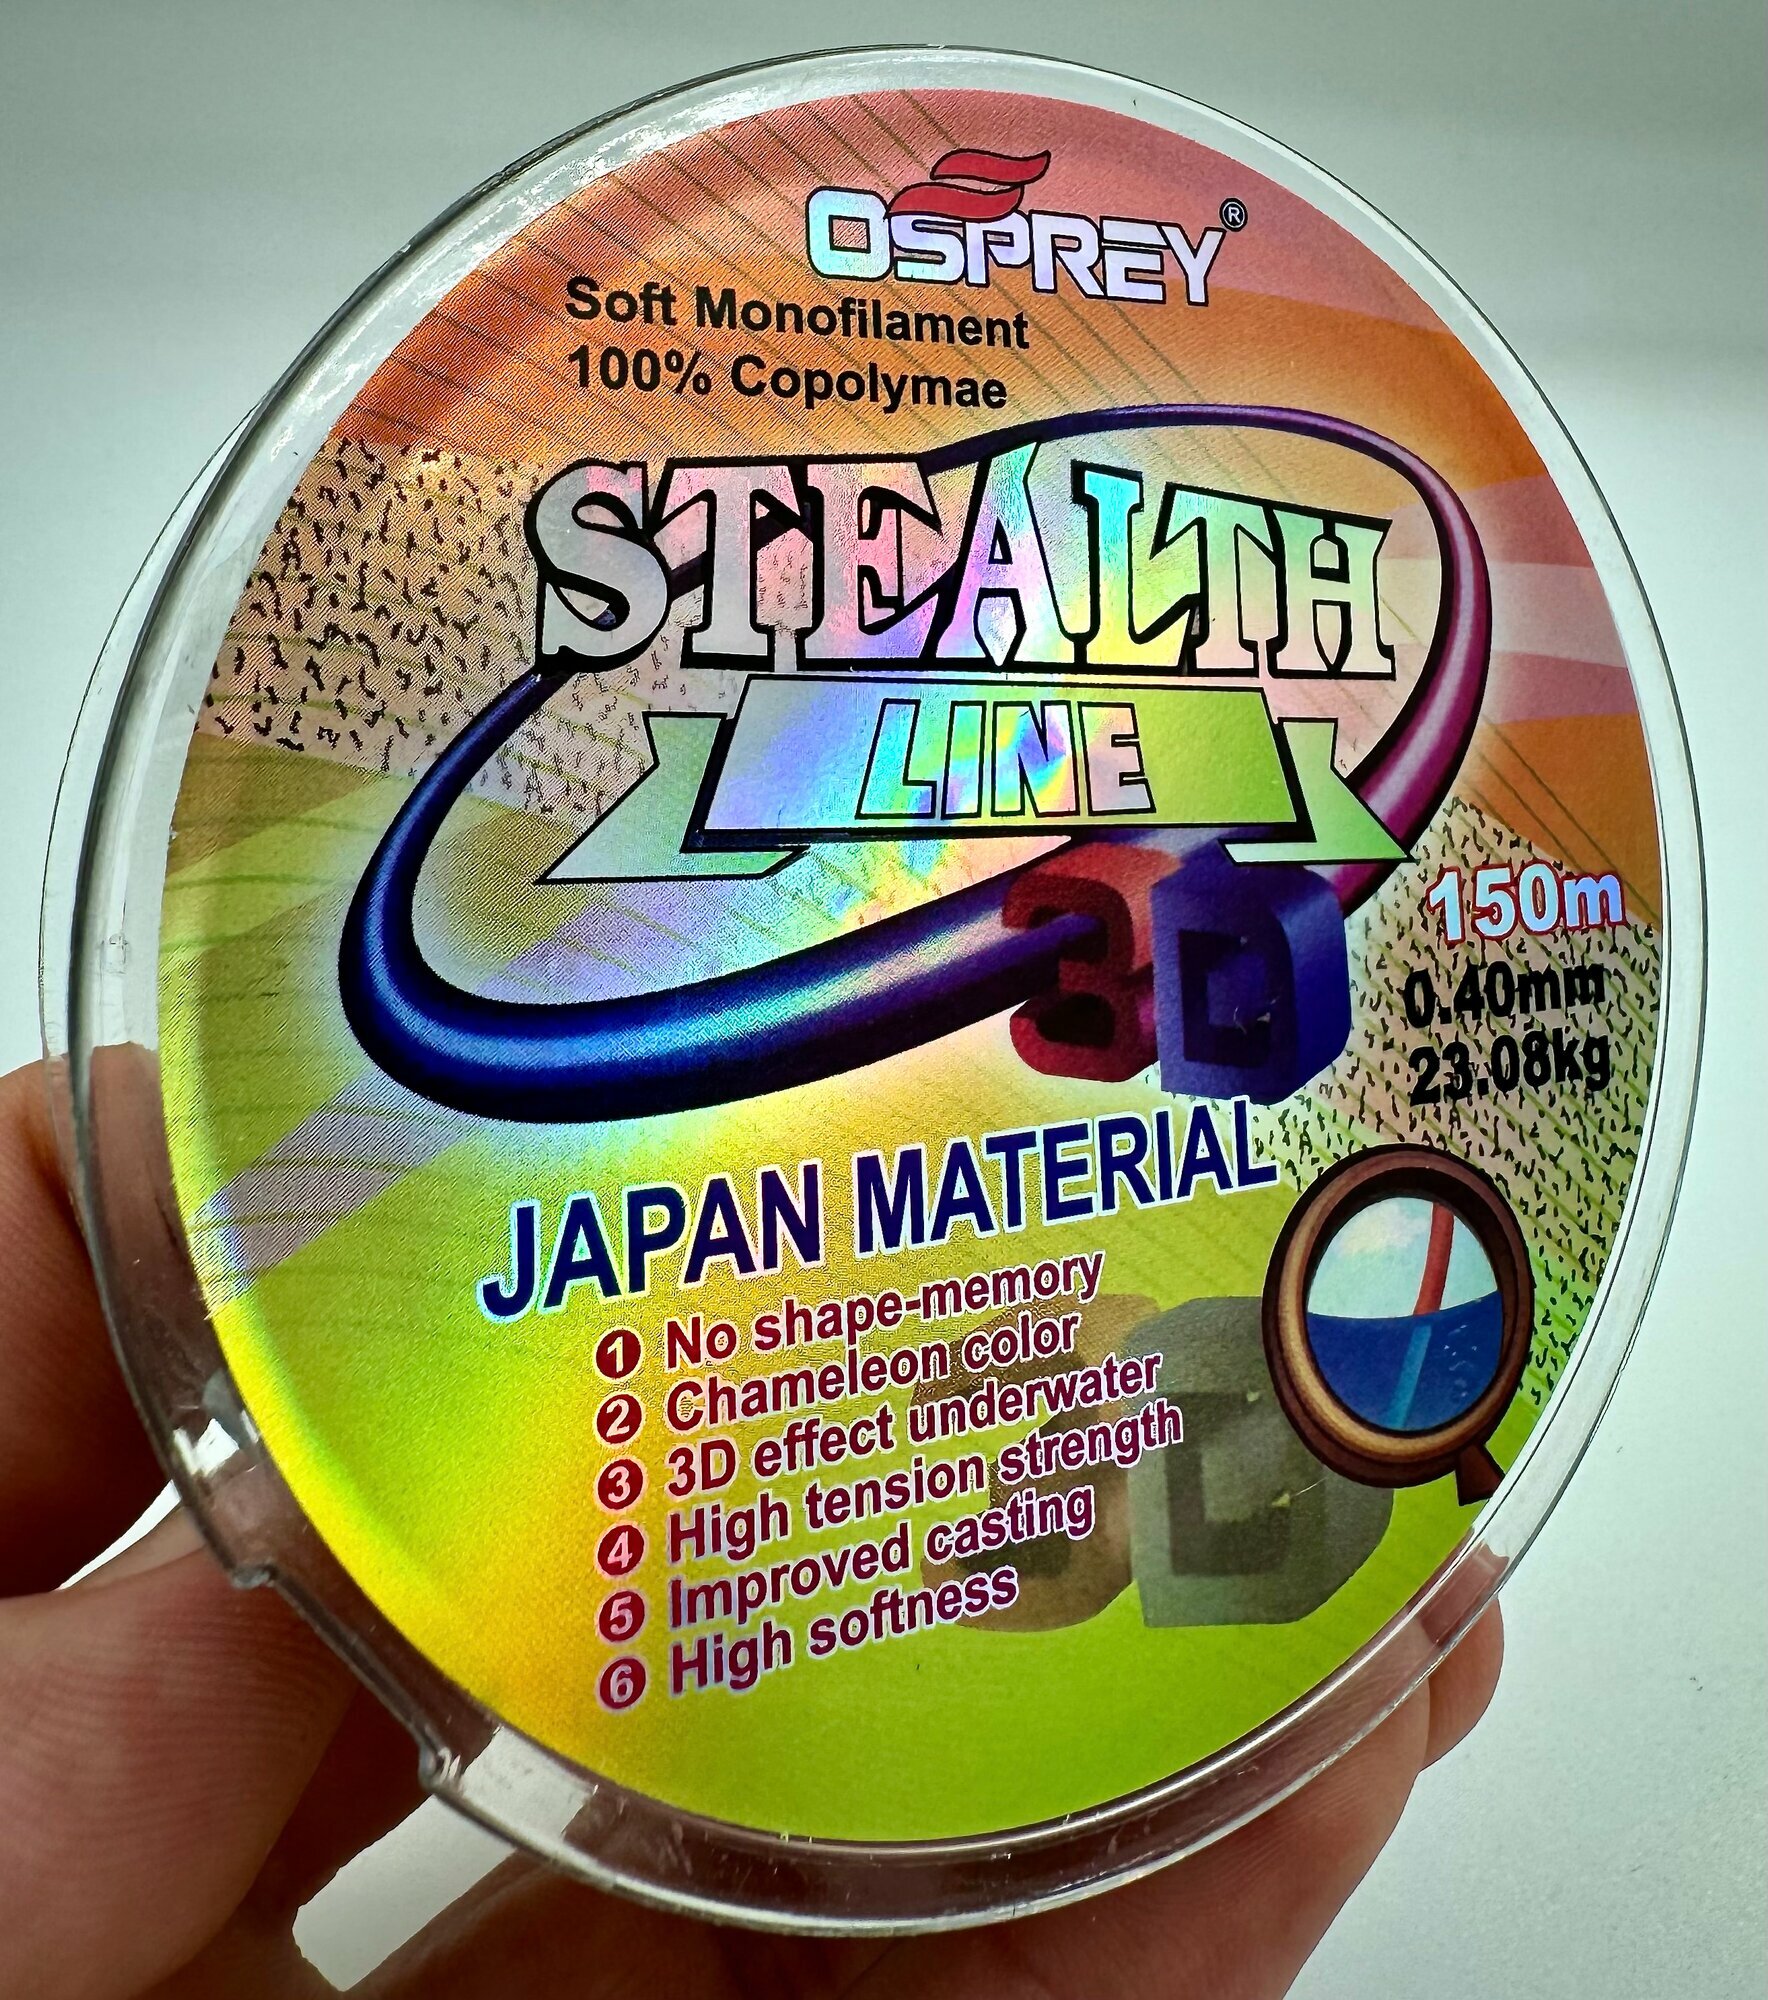 OSPREY®
Soft Monofilament
100% Copolymae
STEALTH
LINE
3D
150m
0.40mm
23.08kg
JAPAN MATERIAL
1 No shape-memory
2 Chameleon color
3 3D effect underwater
4 High tension strength
5 Improved casting
6 High softness
3D